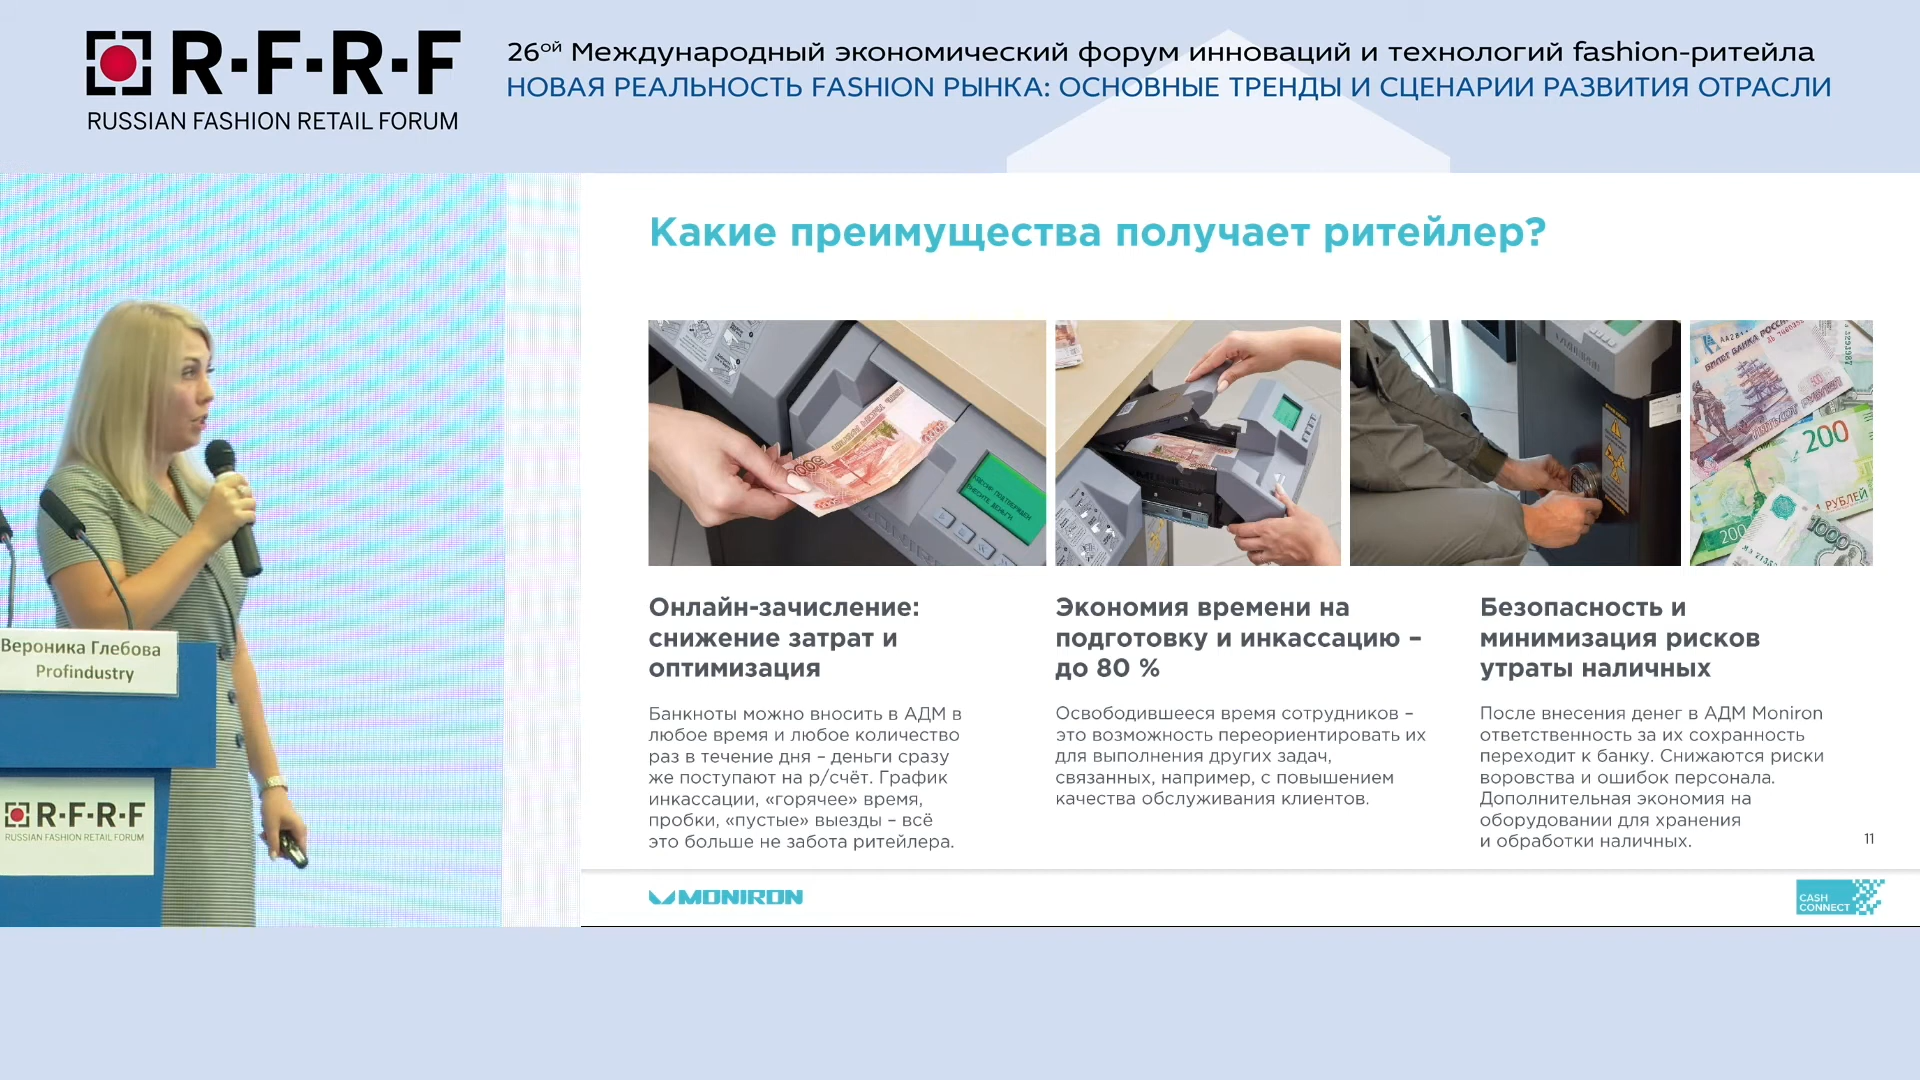 R·F·R·F
RUSSIAN FASHION RETAIL FORUM
26ой Международный экономический форум инноваций и технологий fashion-ритейла
НОВАЯ РЕАЛЬНОСТЬ FASHION РЫНКА: ОСНОВНЫЕ ТРЕНДЫ И СЦЕНАРИИ РАЗВИТИЯ ОТРАСЛИ
Какие преимущества получает ритейлер?
5000
200
РУБЛЕЙ
200
1000
Онлайн-зачисление:
снижение затрат и
оптимизация
Банкноты можно вносить в АДМ в
любое время и любое количество
раз в течение дня – деньги сразу
же поступают на р/счёт. График
инкассации, «горячее» время,
пробки, «пустые» выезды – всё
это больше не забота ритейлера.
Экономия времени на
подготовку и инкассацию –
до 80 %
Освободившееся время сотрудников –
это возможность переориентировать их
для выполнения других задач,
связанных, например, с повышением
качества обслуживания клиентов.
Безопасность и
минимизация рисков
утраты наличных
После внесения денег в АДМ Moniron
ответственность за их сохранность
переходит к банку. Снижаются риски
воровства и ошибок персонала.
Дополнительная экономия на
оборудовании для хранения
и обработки наличных.
11
MONIRON
CASH
CONNECT
Вероника Глебова
Profindustry
R·F·R·F
RUSSIAN FASHION RETAIL FORUM